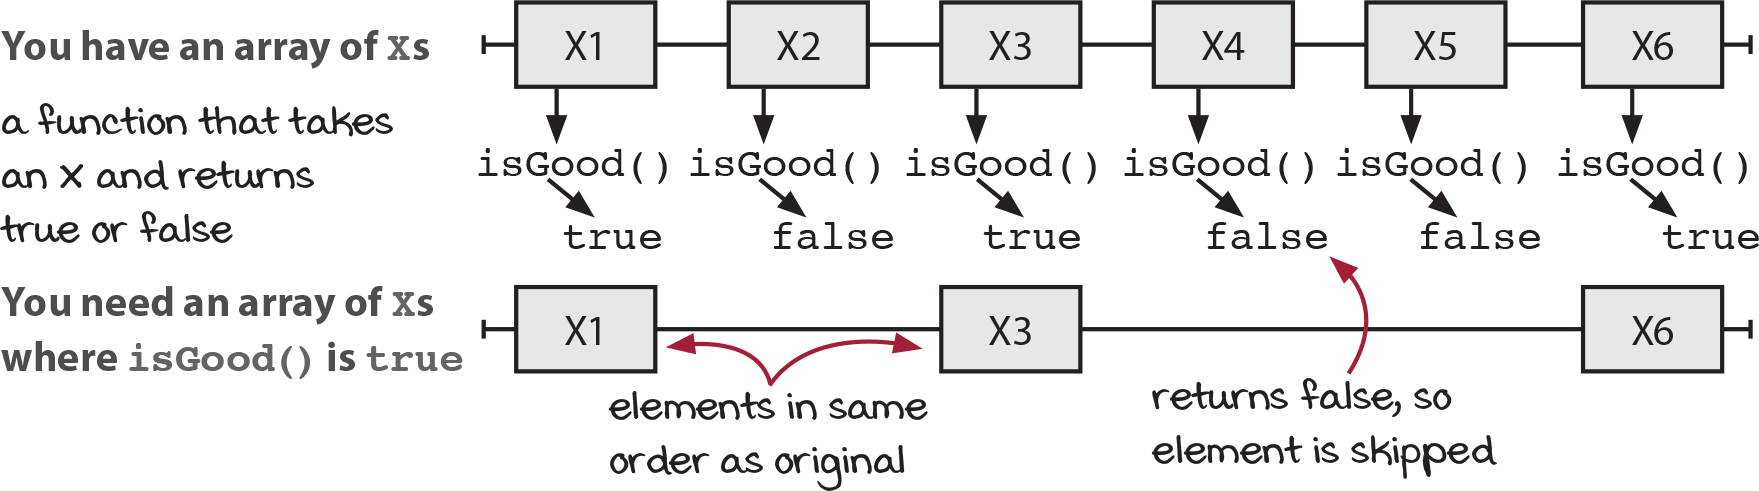 You have an array of Xs
X1 X2 X3 X4 X5 X6
a function that takes
an X and returns
true or false
isGood() isGood() isGood() isGood() isGood() isGood()
true false true false false true
You need an array of Xs
where isGood() is true
X1 X3 X6
elements in same
order as original
returns false, so
element is skipped